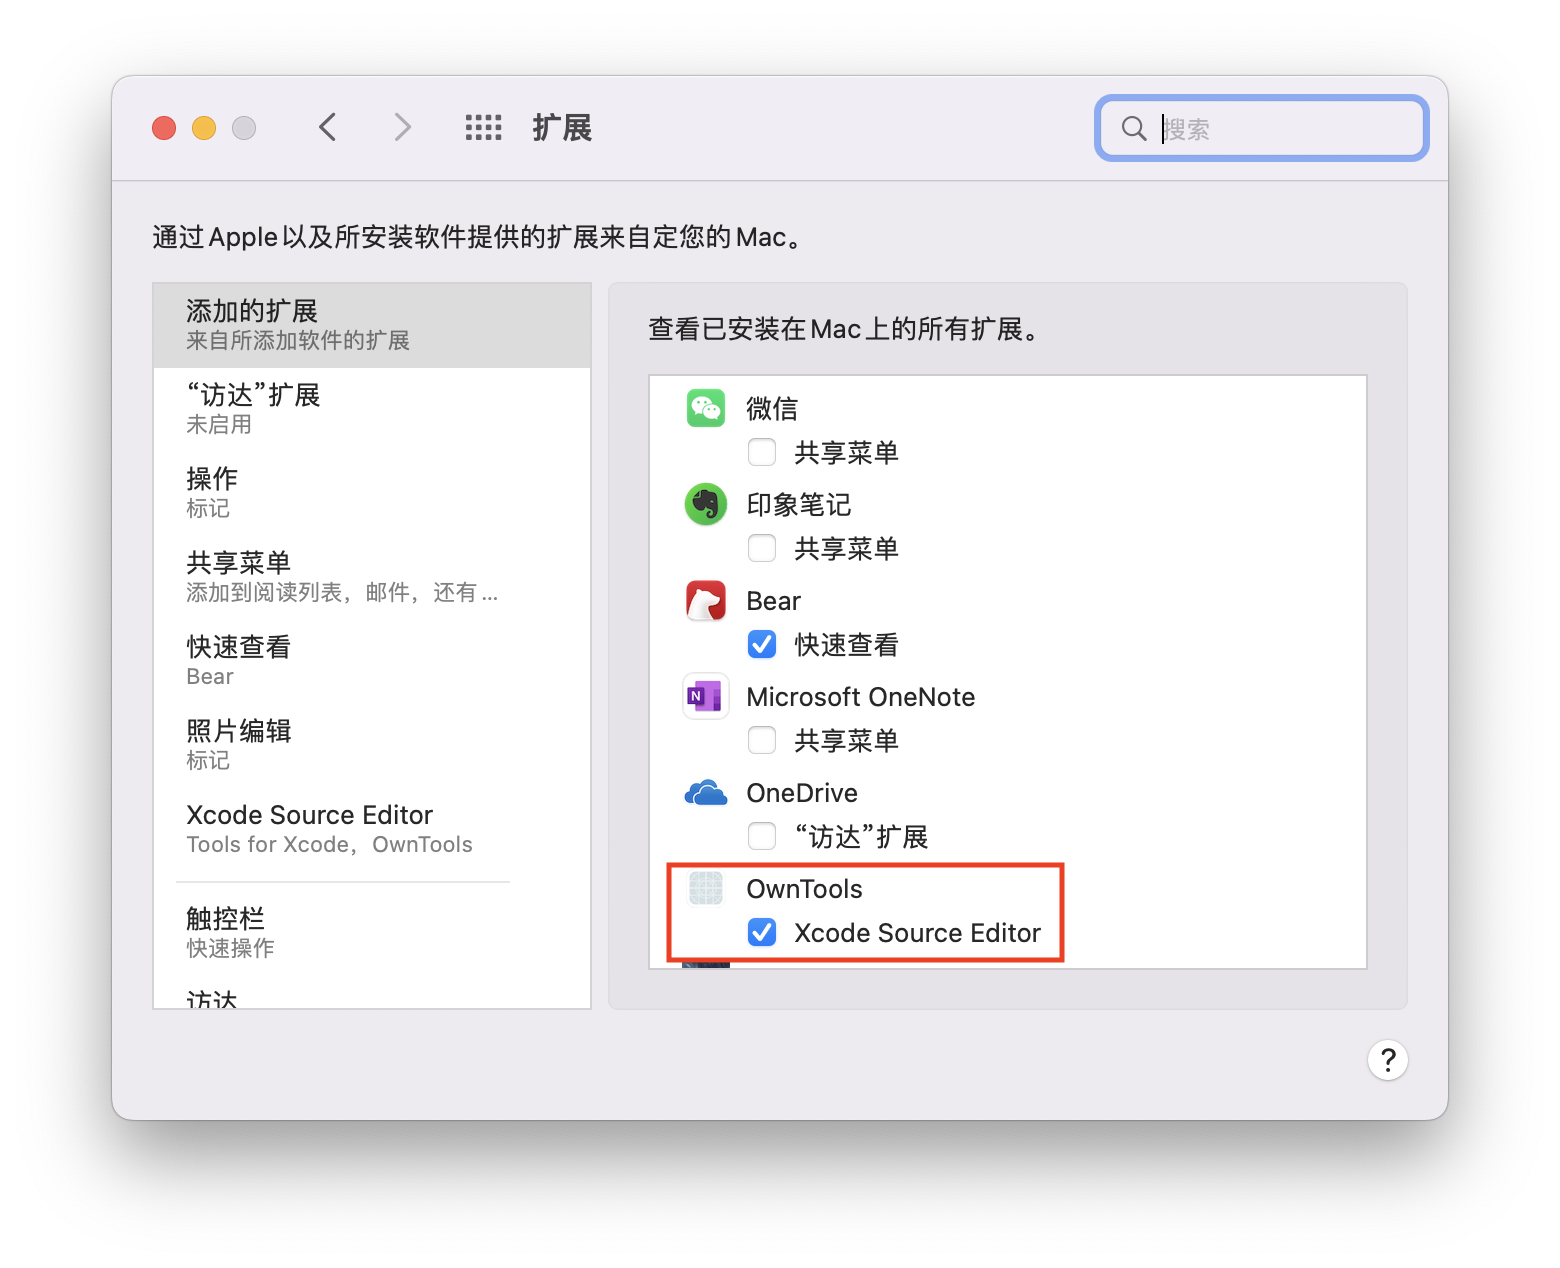 扩展
搜索
通过Apple以及所安装软件提供的扩展来自定您的Mac。
添加的扩展
来自所添加软件的扩展
“访达”扩展
未启用
操作
标记
共享菜单
添加到阅读列表，邮件，还有...
快速查看
Bear
照片编辑
标记
Xcode Source Editor
Tools for Xcode，OwnTools
触控栏
快速操作
访达
查看已安装在Mac上的所有扩展。
微信
共享菜单
印象笔记
共享菜单
Bear
快速查看
N
Microsoft OneNote
共享菜单
OneDrive
“访达”扩展
OwnTools
Xcode Source Editor
?